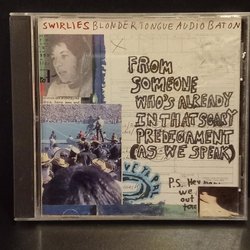 SWIRLIES BLONDER TONGUE AUDIO BATON
FROM
SOMEONE
WHO'S ALREADY
IN THAT SCARY
PREDICAMENT
(AS WE SPEAK)
P.S. Hey
we
out